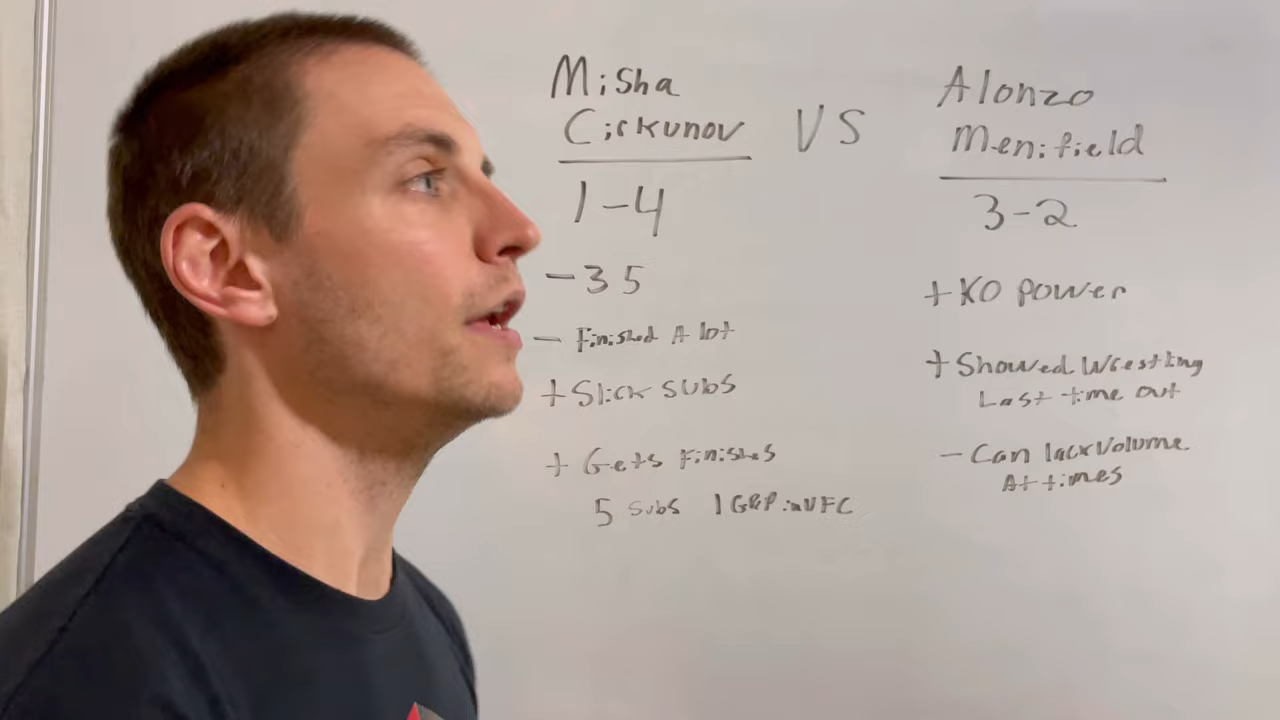 Misha
Cirkunov
VS
Alonzo
Menifield
1-4
-35
- Finished A lot
+ Slick subs
+ Gets Finishes
5 subs 1 G&P in UFC
3-2
+ KO power
+ Showed Wrestling
Last time out
- Can lack Volume
At times